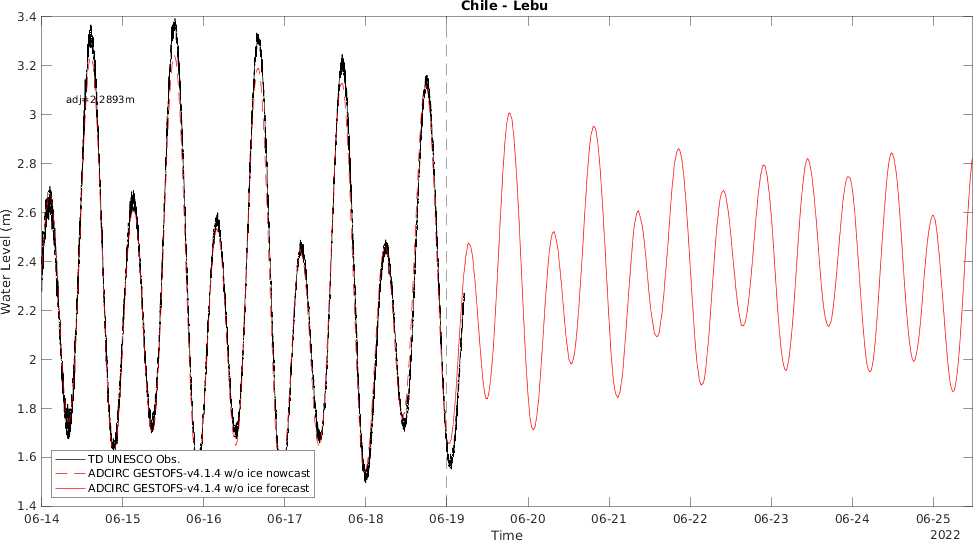 Chile - Lebu
3.4
3.2
3
2.8
2.6
2.4
2.2
2
1.8
1.6
1.4
Water Level (m)
adj=2.2893m
TD UNESCO Obs.
ADCIRC GESTOFS-v4.1.4 w/o ice nowcast
ADCIRC GESTOFS-v4.1.4 w/o ice forecast
06-14 06-15 06-16 06-17 06-18 06-19 06-20 06-21 06-22 06-23 06-24 06-25
Time
2022